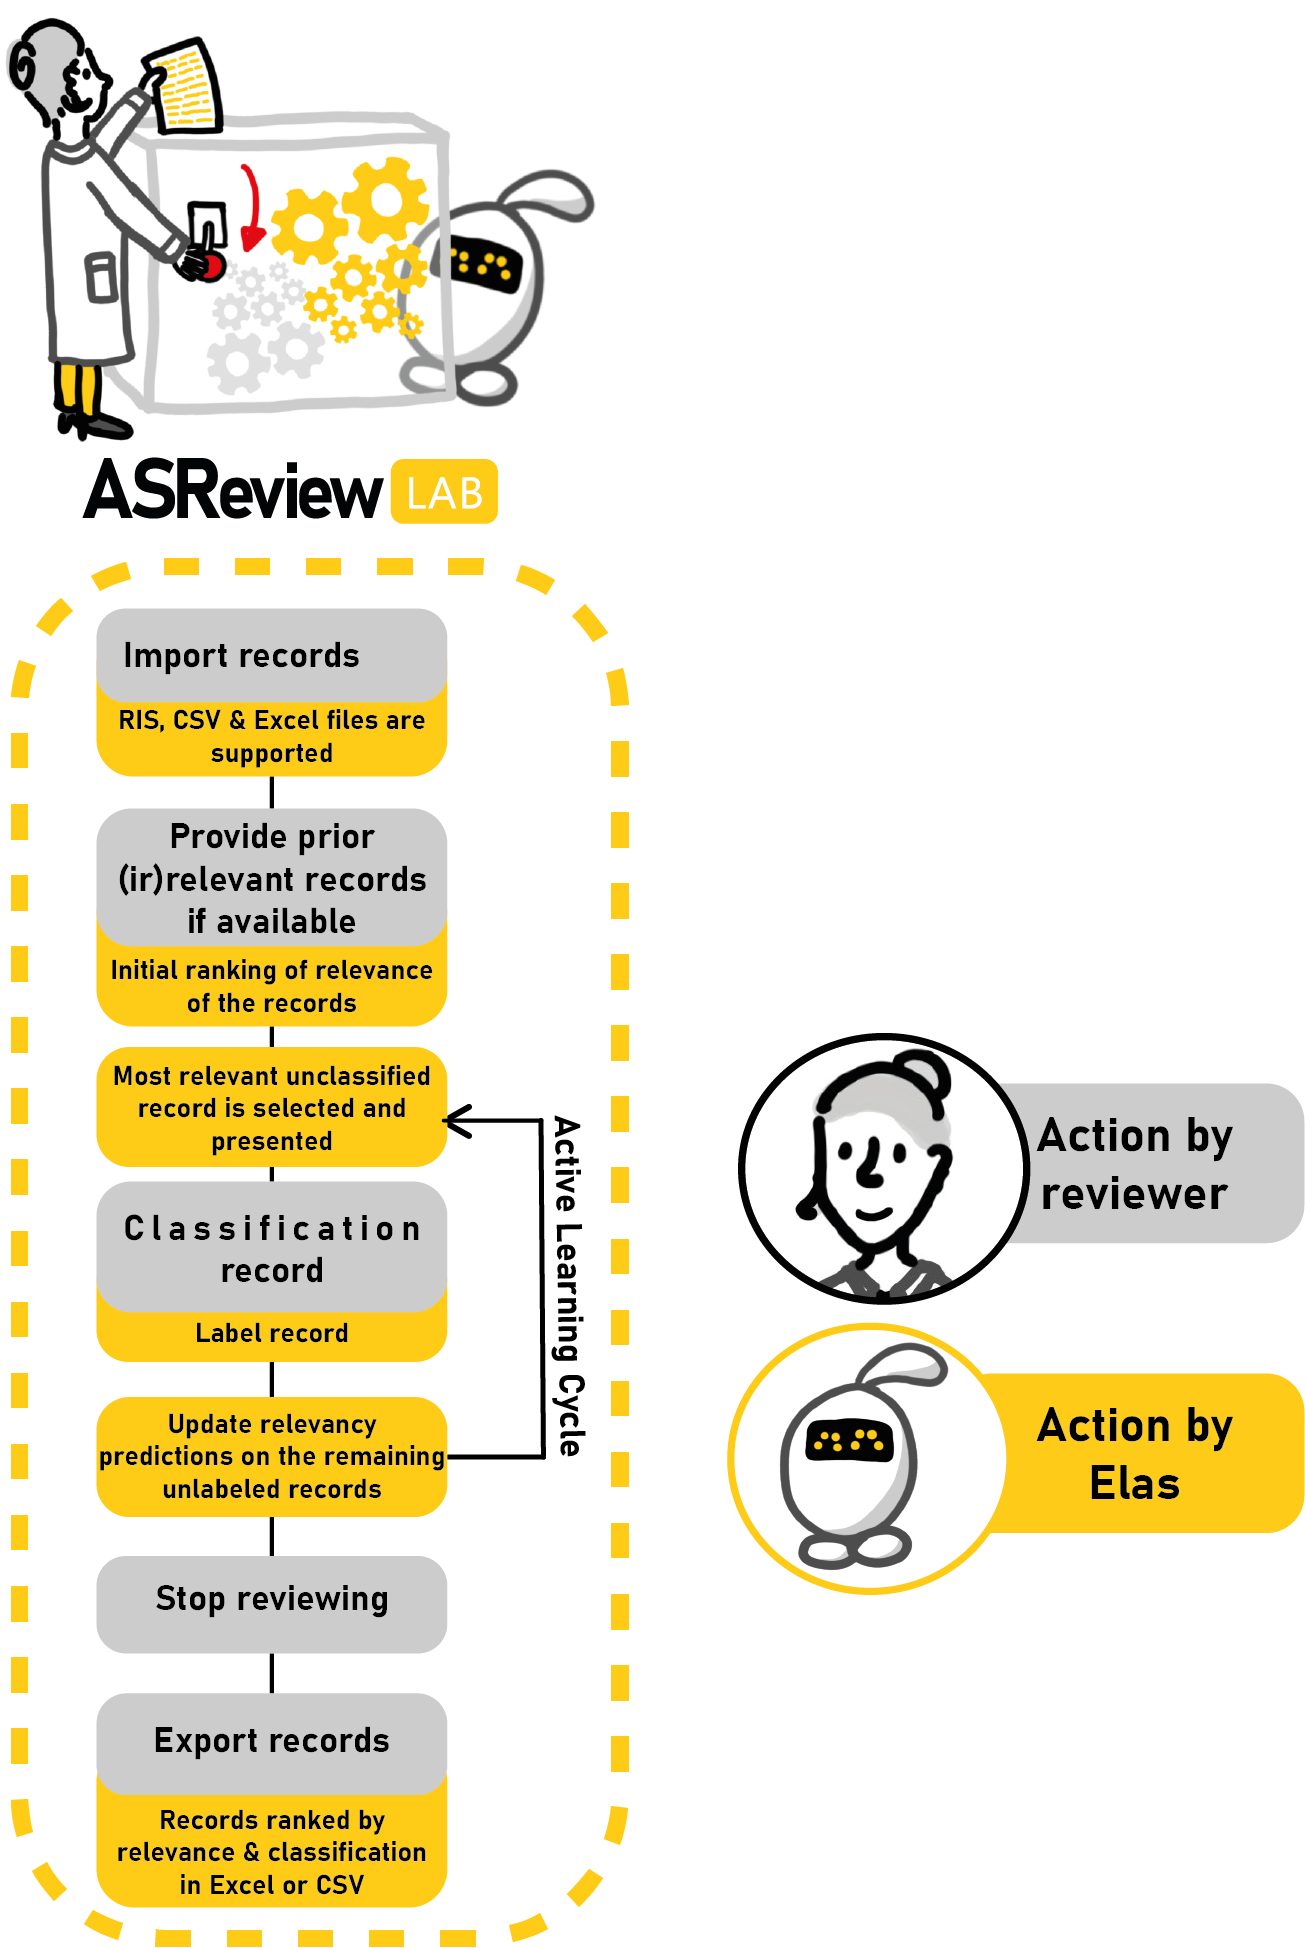 ASReview LAB
Import records
RIS, CSV & Excel files are
supported
Provide prior
(ir)relevant records
if available
Initial ranking of relevance
of the records
Most relevant unclassified
record is selected and
presented
Classification
record
Label record
Update relevancy
predictions on the remaining
unlabeled records
Active Learning Cycle
Stop reviewing
Export records
Records ranked by
relevance & classification
in Excel or CSV
Action by
reviewer
Action by
Elas